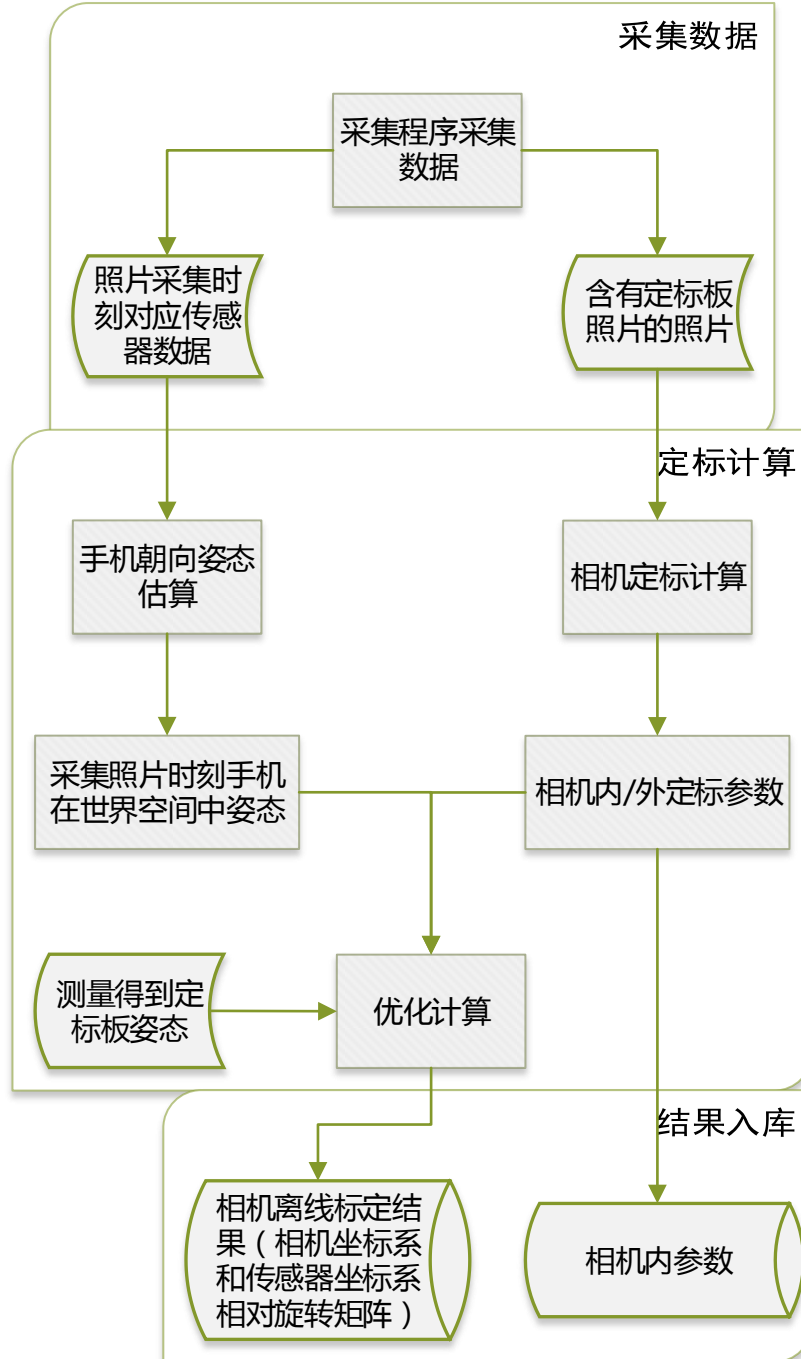 采集数据
采集程序采集
数据
照片采集时
刻对应传感
器数据
含有定标板
照片的照片
定标计算
手机朝向姿态
估算
相机定标计算
采集照片时刻手机
在世界空间中姿态
相机内/外定标参数
测量得到定
标板姿态
优化计算
结果入库
相机离线标定结
果（相机坐标系
和传感器坐标系
相对旋转矩阵）
相机内参数